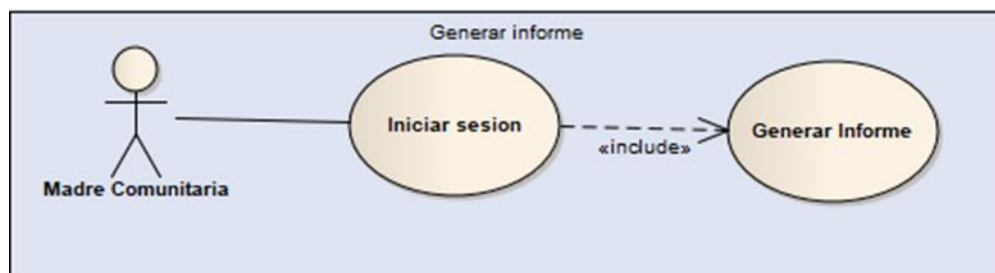 Generar informe
Iniciar sesion
Generar Informe
«include»
Madre Comunitaria